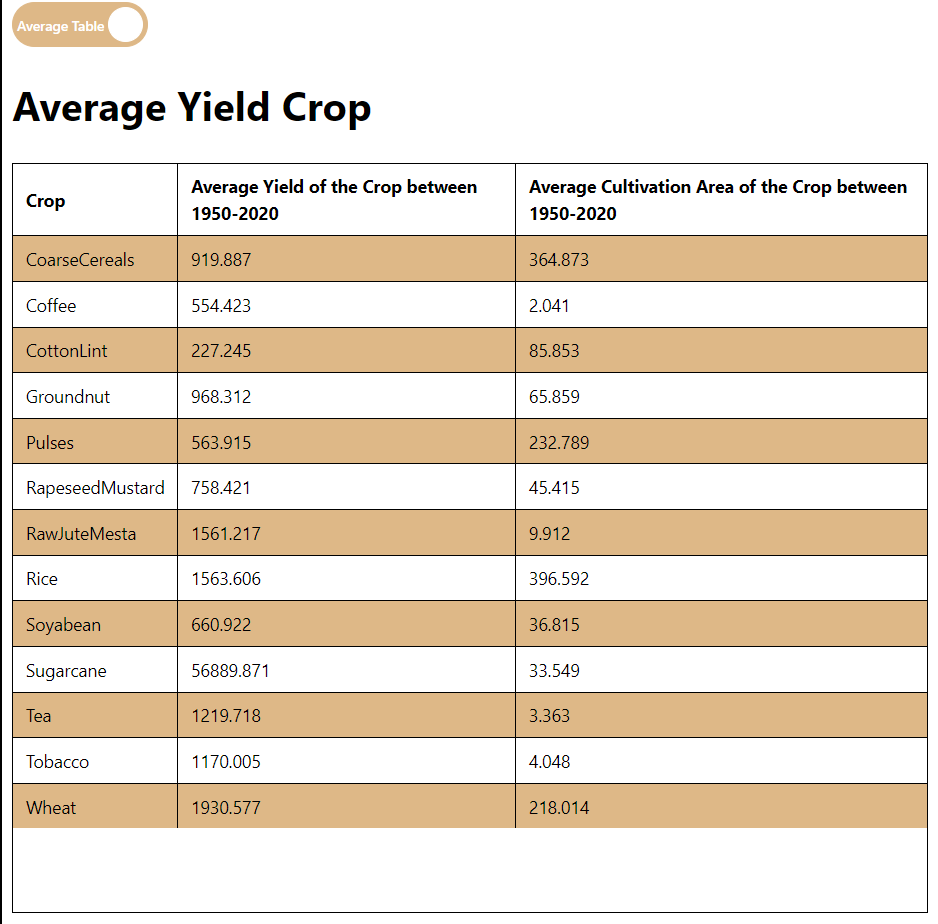 Average Table
Average Yield Crop
Crop
Average Yield of the Crop between
1950-2020
Average Cultivation Area of the Crop between
1950-2020
CoarseCereals 919.887 364.873
Coffee 554.423 2.041
CottonLint 227.245 85.853
Groundnut 968.312 65.859
Pulses 563.915 232.789
RapeseedMustard 758.421 45.415
RawJuteMesta 1561.217 9.912
Rice 1563.606 396.592
Soyabean 660.922 36.815
Sugarcane 56889.871 33.549
Tea 1219.718 3.363
Tobacco 1170.005 4.048
Wheat 1930.577 218.014